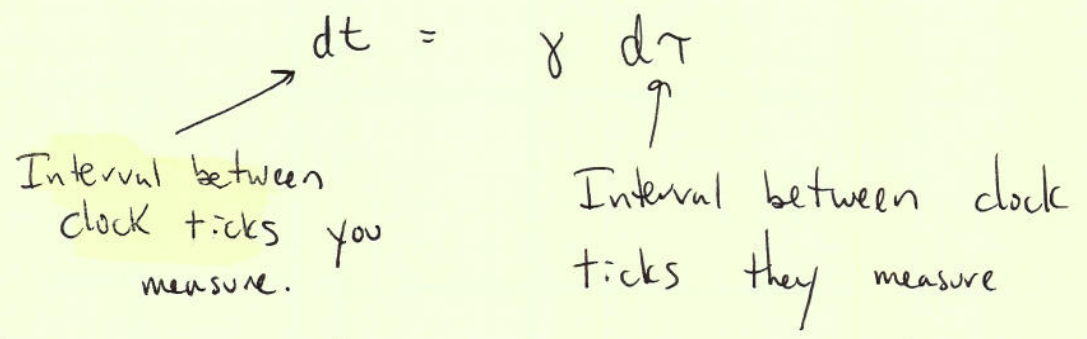 dt = γ dτ
Interval between
clock ticks you
measure.
Interval between clock
ticks they measure